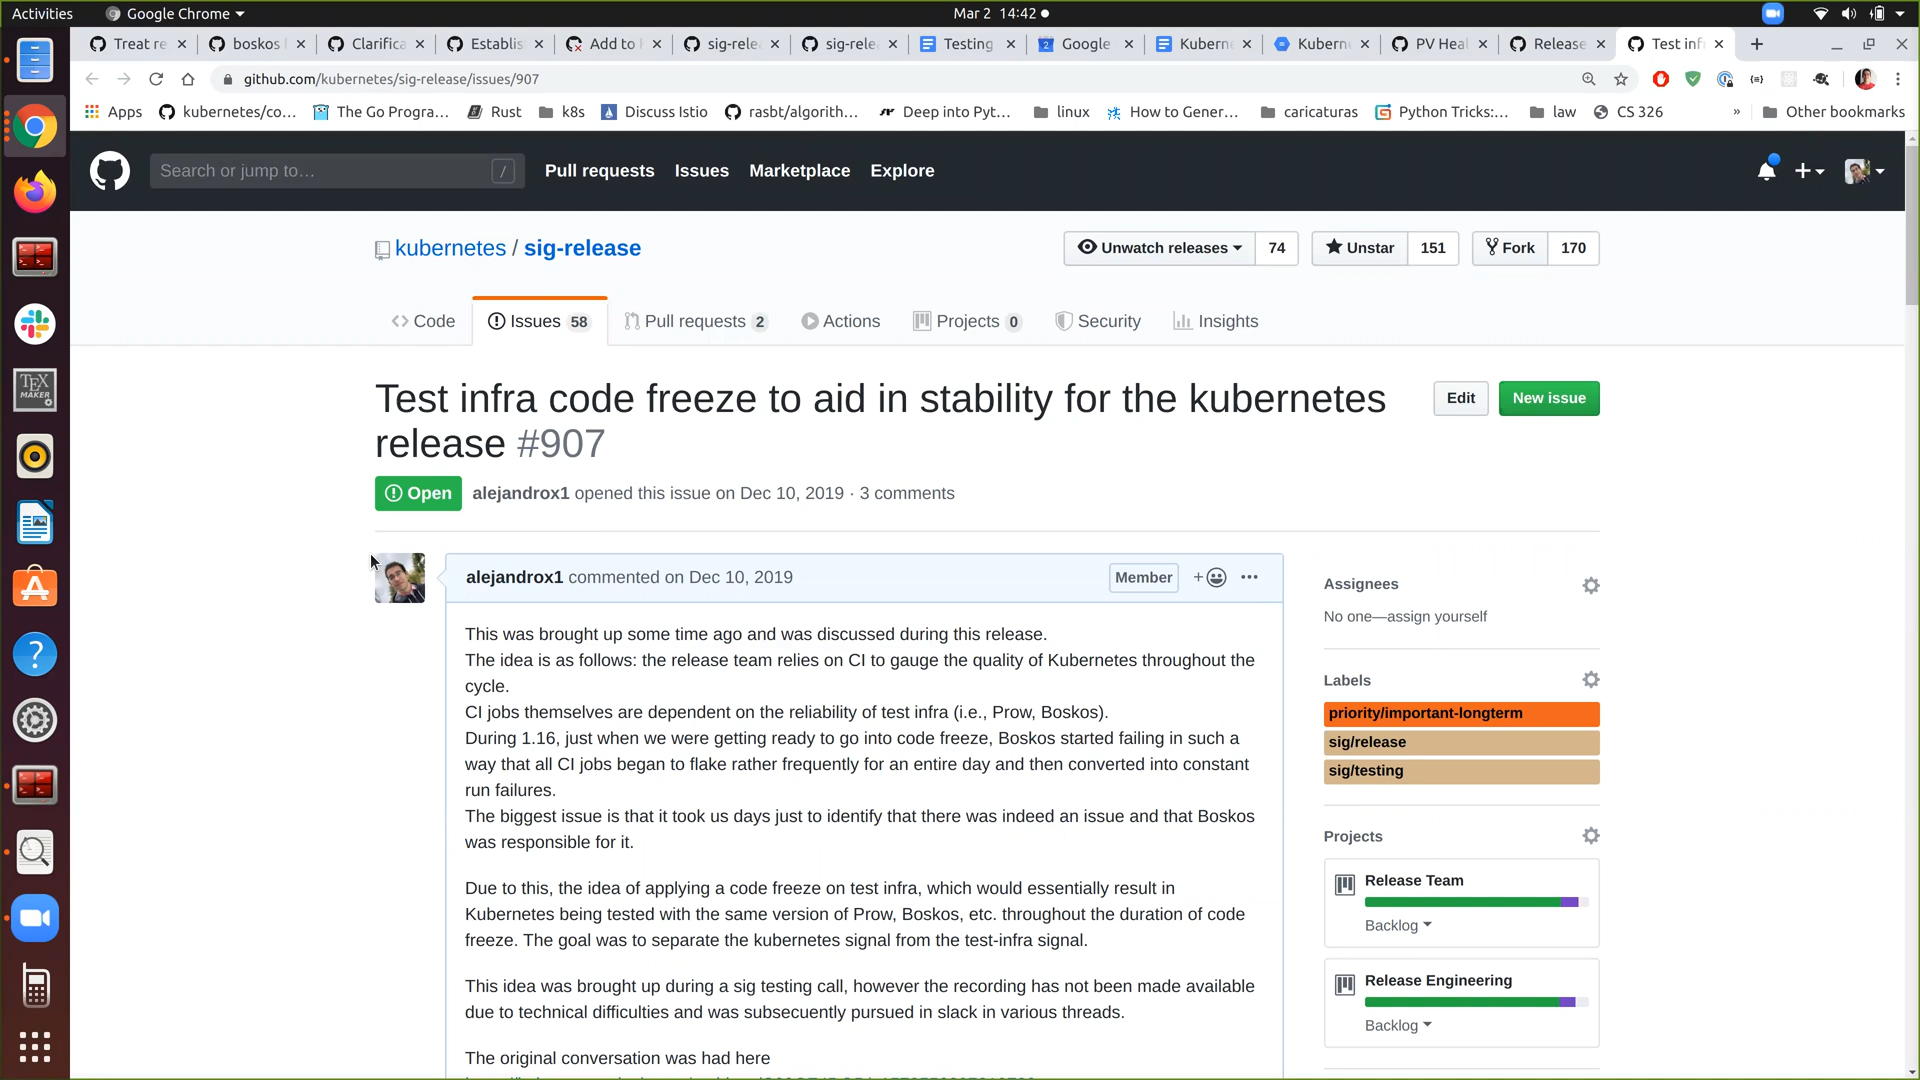 Activities
Google Chrome
Mar 2 14:42
Treat re
boskos
Clarifica
Establis
Add to
sig-rele
sig-rele
Testing
Google
Kubern
Kubern
PV Heal
Release
Test inf
github.com/kubernetes/sig-release/issues/907
Apps
kubernetes/co...
The Go Progra...
Rust
k8s
Discuss Istio
rasbt/algorith...
Deep into Pyt...
linux
How to Gener...
caricaturas
Python Tricks:...
law
CS 326
»
Other bookmarks
Search or jump to…
/
Pull requests
Issues
Marketplace
Explore
kubernetes / sig-release
Unwatch releases
74
Unstar
151
Fork
170
Code
Issues 58
Pull requests 2
Actions
Projects 0
Security
Insights
Test infra code freeze to aid in stability for the kubernetes
release #907
Edit
New issue
Open
alejandrox1 opened this issue on Dec 10, 2019 · 3 comments
alejandrox1 commented on Dec 10, 2019
Member
This was brought up some time ago and was discussed during this release.
The idea is as follows: the release team relies on CI to gauge the quality of Kubernetes throughout the
cycle.
CI jobs themselves are dependent on the reliability of test infra (i.e., Prow, Boskos).
During 1.16, just when we were getting ready to go into code freeze, Boskos started failing in such a
way that all CI jobs began to flake rather frequently for an entire day and then converted into constant
run failures.
The biggest issue is that it took us days just to identify that there was indeed an issue and that Boskos
was responsible for it.
Due to this, the idea of applying a code freeze on test infra, which would essentially result in
Kubernetes being tested with the same version of Prow, Boskos, etc. throughout the duration of code
freeze. The goal was to separate the kubernetes signal from the test-infra signal.
This idea was brought up during a sig testing call, however the recording has not been made available
due to technical difficulties and was subsecuently pursued in slack in various threads.
The original conversation was had here
Assignees
No one—assign yourself
Labels
priority/important-longterm
sig/release
sig/testing
Projects
Release Team
Backlog
Release Engineering
Backlog
TEX
MAKER